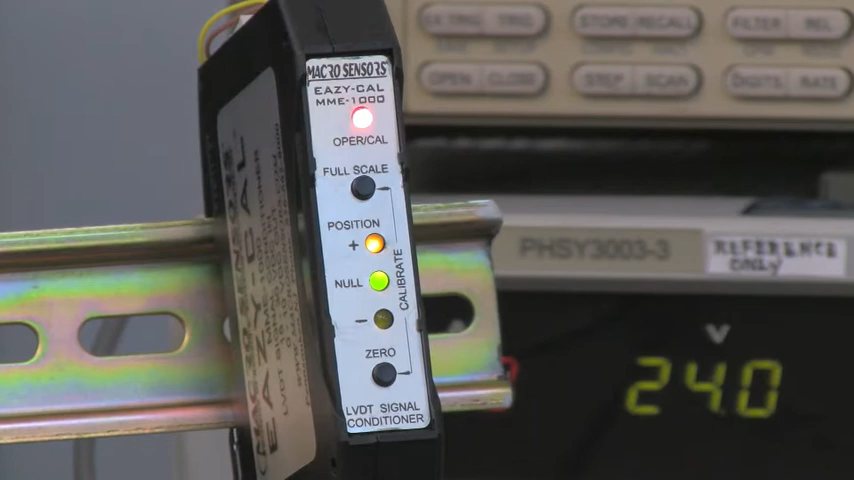 MACRO SENSORS
EAZY-CAL
MME-1000
OPER/CAL
FULL SCALE
POSITION
+
NULL
CALIBRATE
−
ZERO
LVDT SIGNAL
CONDITIONER
EAZY CAL
TRIG
STORE RECALL
FILTER REL
OPEN CLOSE
STEP SCAN
DIGITS RATE
PHSY3003-3
REFERENCE
ONLY
V
240